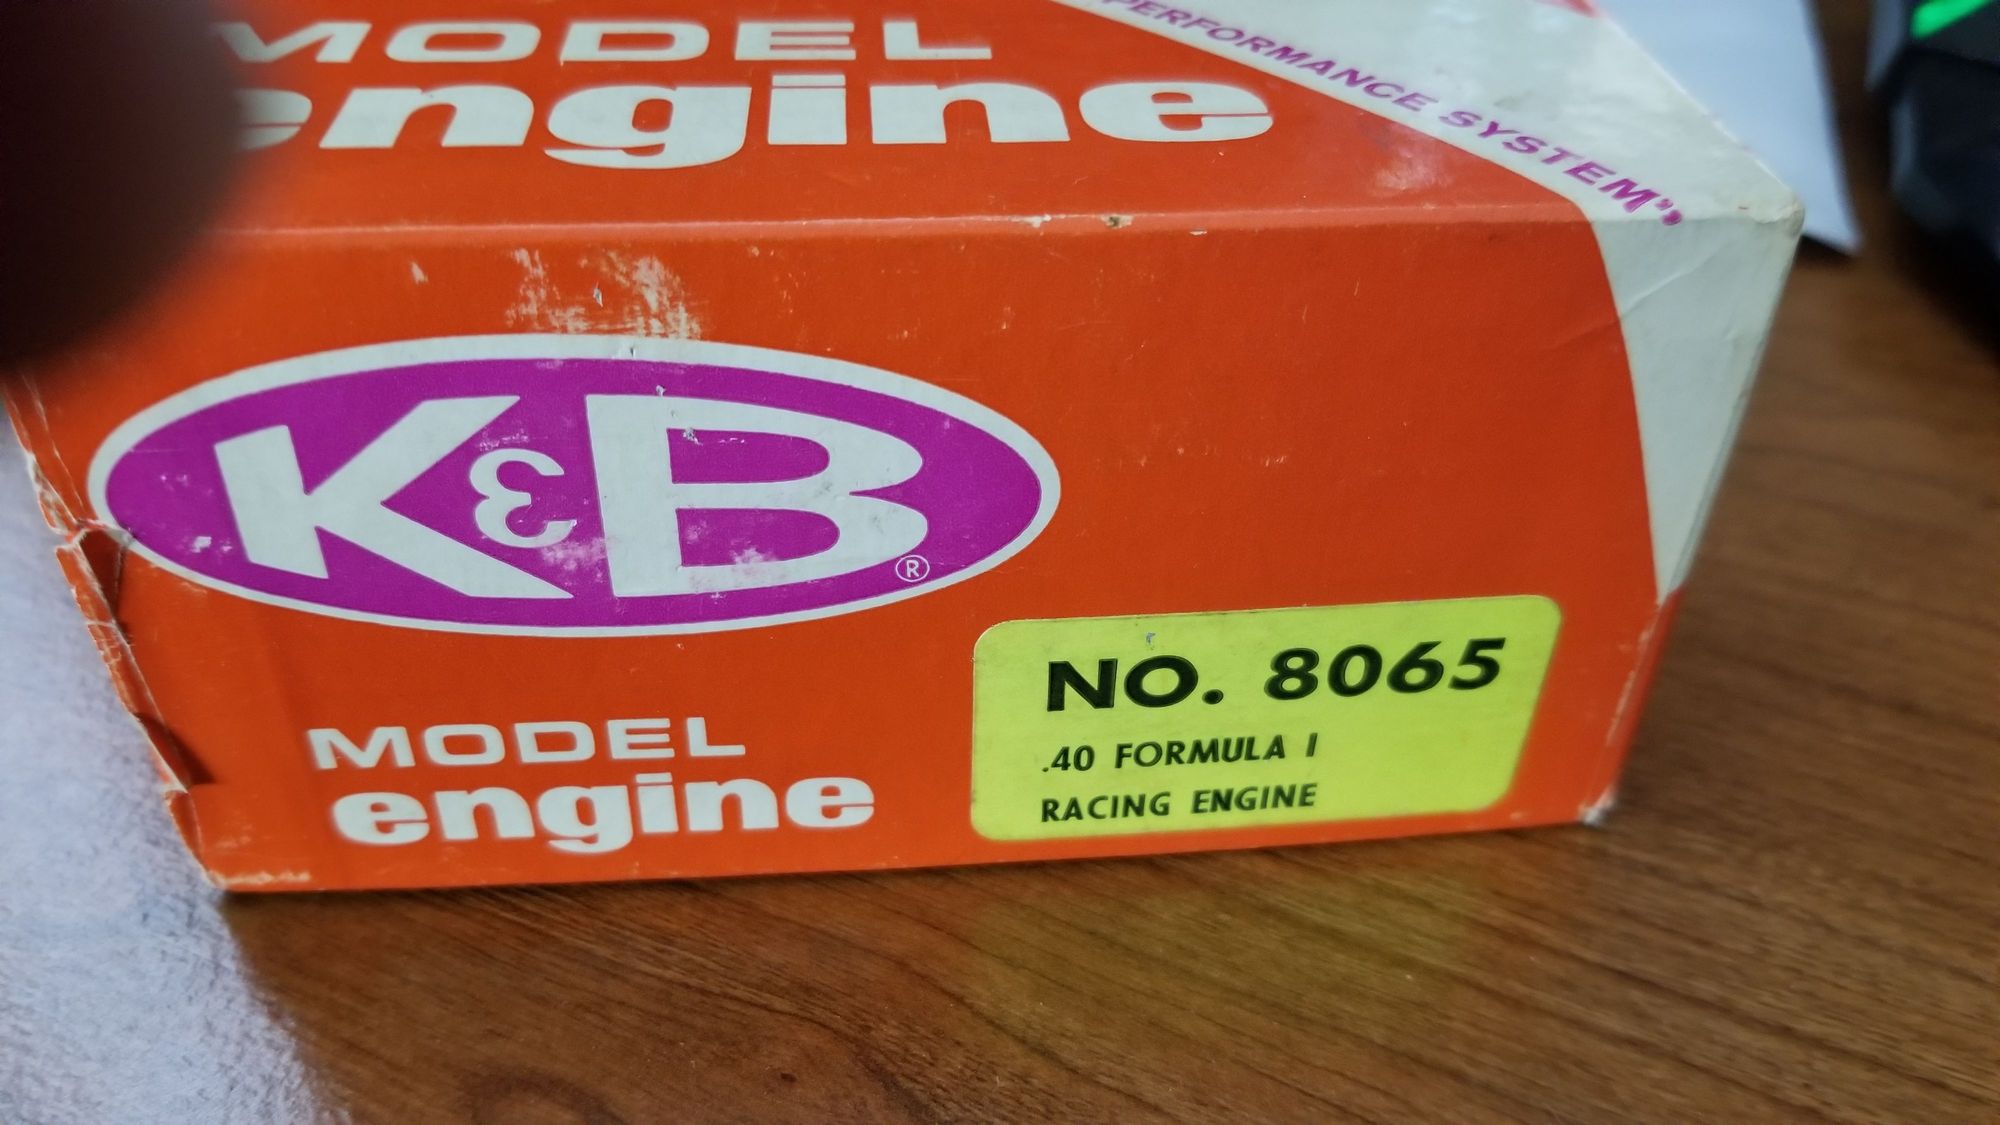 MODEL
engine
PERFORMANCE SYSTEM"
K&B®
MODEL
engine
NO. 8065
.40 FORMULA I
RACING ENGINE